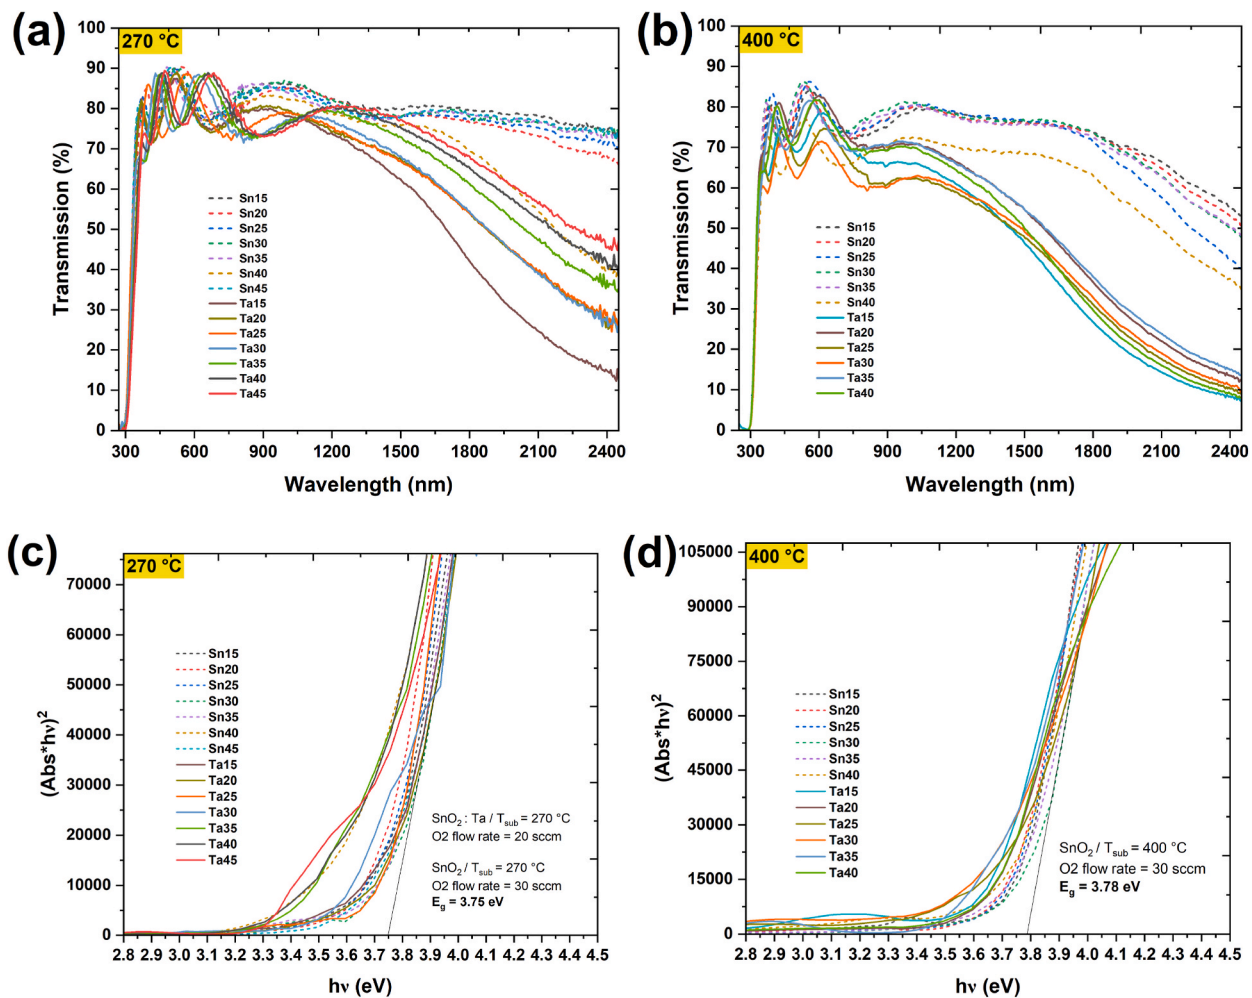 (a)
270 °C
Transmission (%)
100
90
80
70
60
50
40
30
20
10
0
Sn15
Sn20
Sn25
Sn30
Sn35
Sn40
Sn45
Ta15
Ta20
Ta25
Ta30
Ta35
Ta40
Ta45
300 600 900 1200 1500 1800 2100 2400
Wavelength (nm)
(b)
400 °C
Transmission (%)
100
90
80
70
60
50
40
30
20
10
0
Sn15
Sn20
Sn25
Sn30
Sn35
Sn40
Ta15
Ta20
Ta25
Ta30
Ta35
Ta40
300 600 900 1200 1500 1800 2100 2400
Wavelength (nm)
(c)
270 °C
(Abs*hν)²
70000
60000
50000
40000
30000
20000
10000
0
Sn15
Sn20
Sn25
Sn30
Sn35
Sn40
Sn45
Ta15
Ta20
Ta25
Ta30
Ta35
Ta40
Ta45
SnO₂ : Ta / Tsub = 270 °C
O2 flow rate = 20 sccm
SnO₂ / Tsub = 270 °C
O2 flow rate = 30 sccm
Eg = 3.75 eV
2.8 2.9 3.0 3.1 3.2 3.3 3.4 3.5 3.6 3.7 3.8 3.9 4.0 4.1 4.2 4.3 4.4 4.5
hν (eV)
(d)
400 °C
(Abs*hν)²
105000
90000
75000
60000
45000
30000
15000
0
Sn15
Sn20
Sn25
Sn30
Sn35
Sn40
Ta15
Ta20
Ta25
Ta30
Ta35
Ta40
SnO₂ / Tsub = 400 °C
O2 flow rate = 30 sccm
Eg = 3.78 eV
2.8 2.9 3.0 3.1 3.2 3.3 3.4 3.5 3.6 3.7 3.8 3.9 4.0 4.1 4.2 4.3 4.4 4.5
hν (eV)